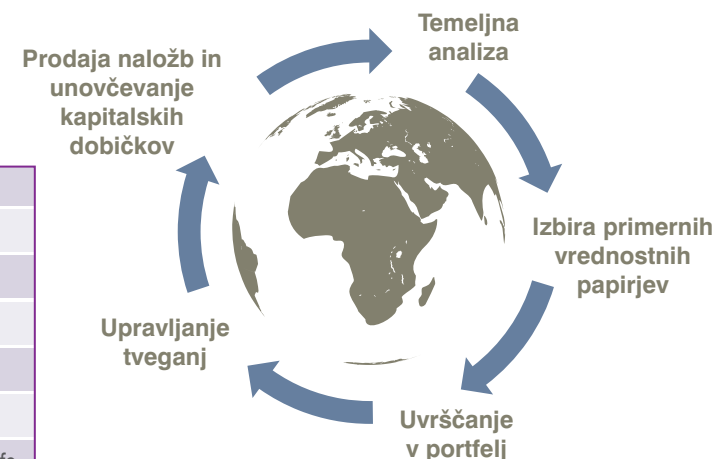 Temeljna
analiza
Prodaja naložb in
unovčevanje
kapitalskih
dobičkov
Izbira primernih
vrednostnih
papirjev
Upravljanje
tveganj
Uvrščanje
v portfelj